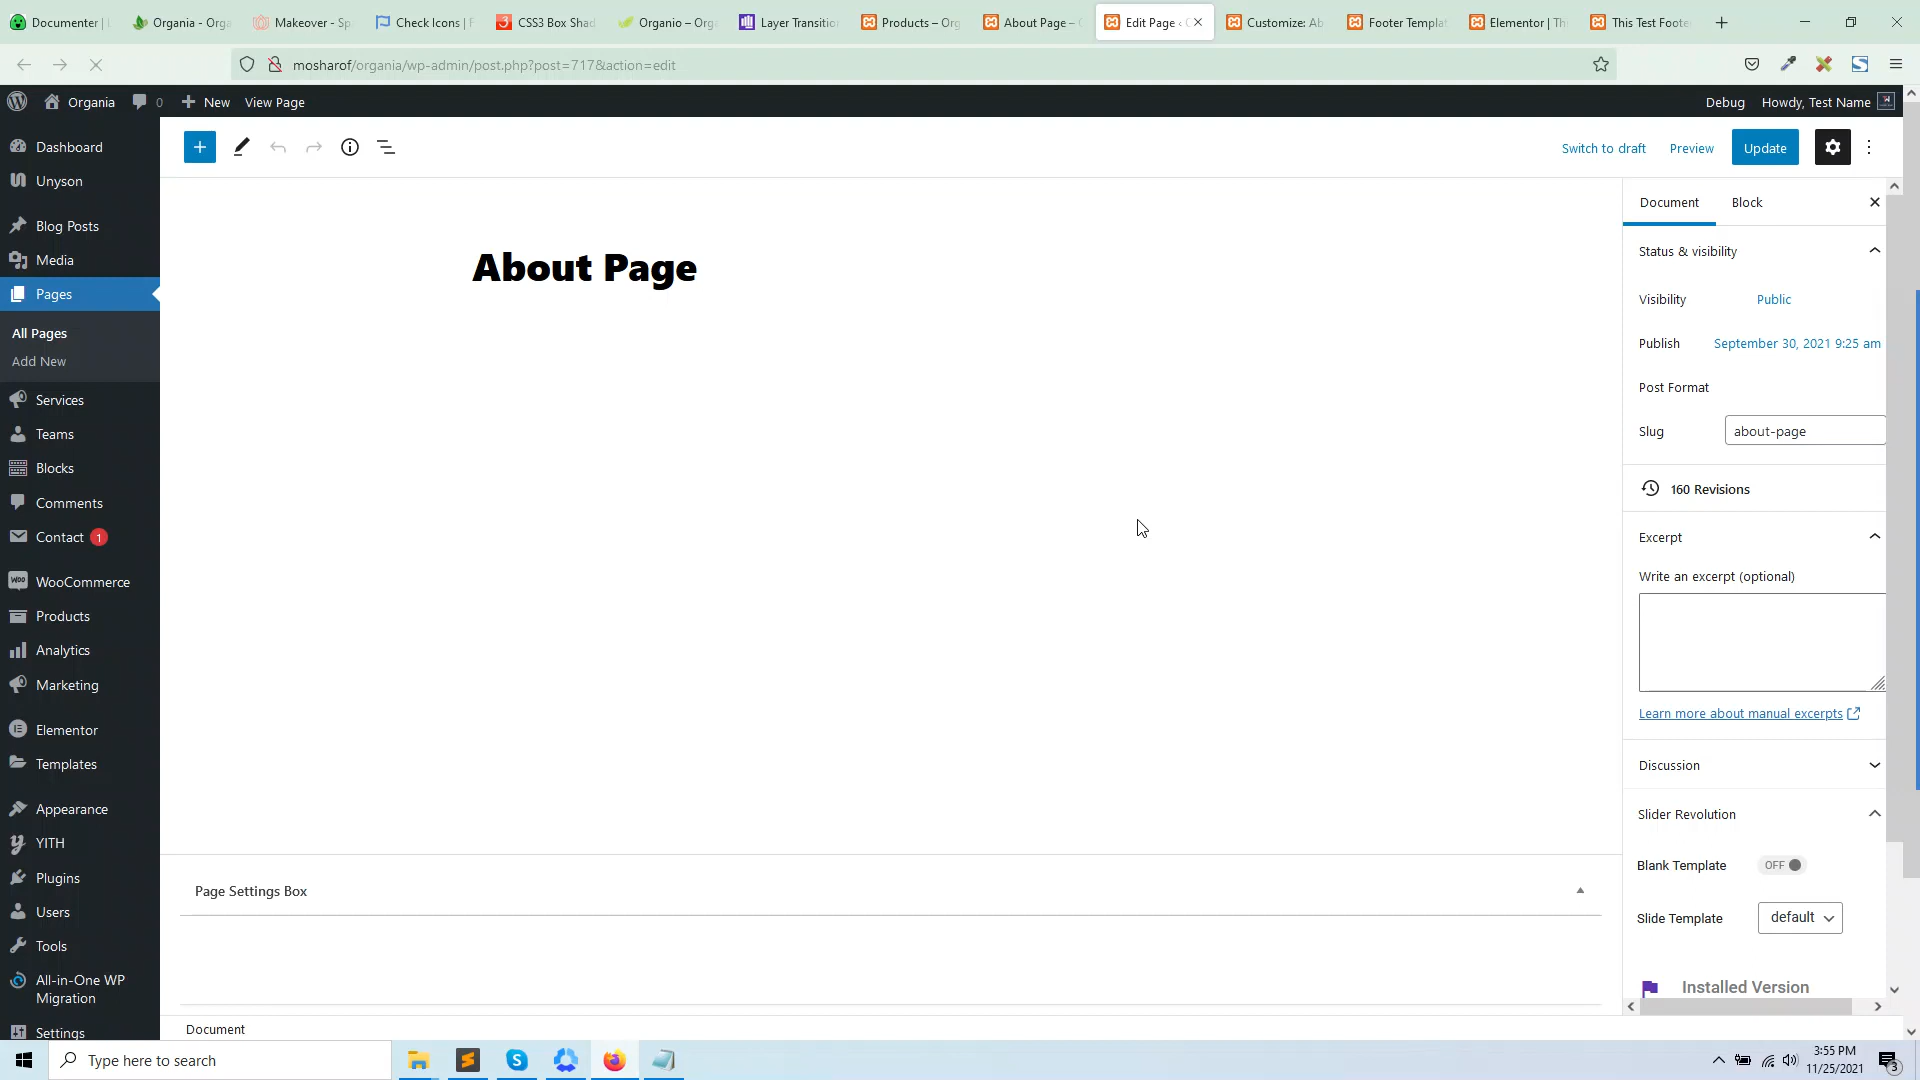 Documenter |
Organia - Orga
Makeover - Sp
Check Icons | F
CSS3 Box Shad
Organio – Orga
Layer Transition
Products – Org
About Page –
Edit Page ‹
Customize: Ab
Footer Templat
Elementor | Th
This Test Foote
mosharof/organia/wp-admin/post.php?post=717&action=edit
Organia 0 New View Page
Debug Howdy, Test Name
Dashboard
Unyson
Blog Posts
Media
Pages
All Pages
Add New
Services
Teams
Blocks
Comments
Contact 1
WooCommerce
Products
Analytics
Marketing
Elementor
Templates
Appearance
YITH
Plugins
Users
Tools
All-in-One WP
Migration
Settings
Switch to draft Preview Update
About Page
Page Settings Box
Document
Document Block
Status & visibility
Visibility Public
Publish September 30, 2021 9:25 am
Post Format
Slug about-page
160 Revisions
Excerpt
Write an excerpt (optional)
Learn more about manual excerpts
Discussion
Slider Revolution
Blank Template OFF
Slide Template default
Installed Version
Type here to search
3:55 PM
11/25/2021
3